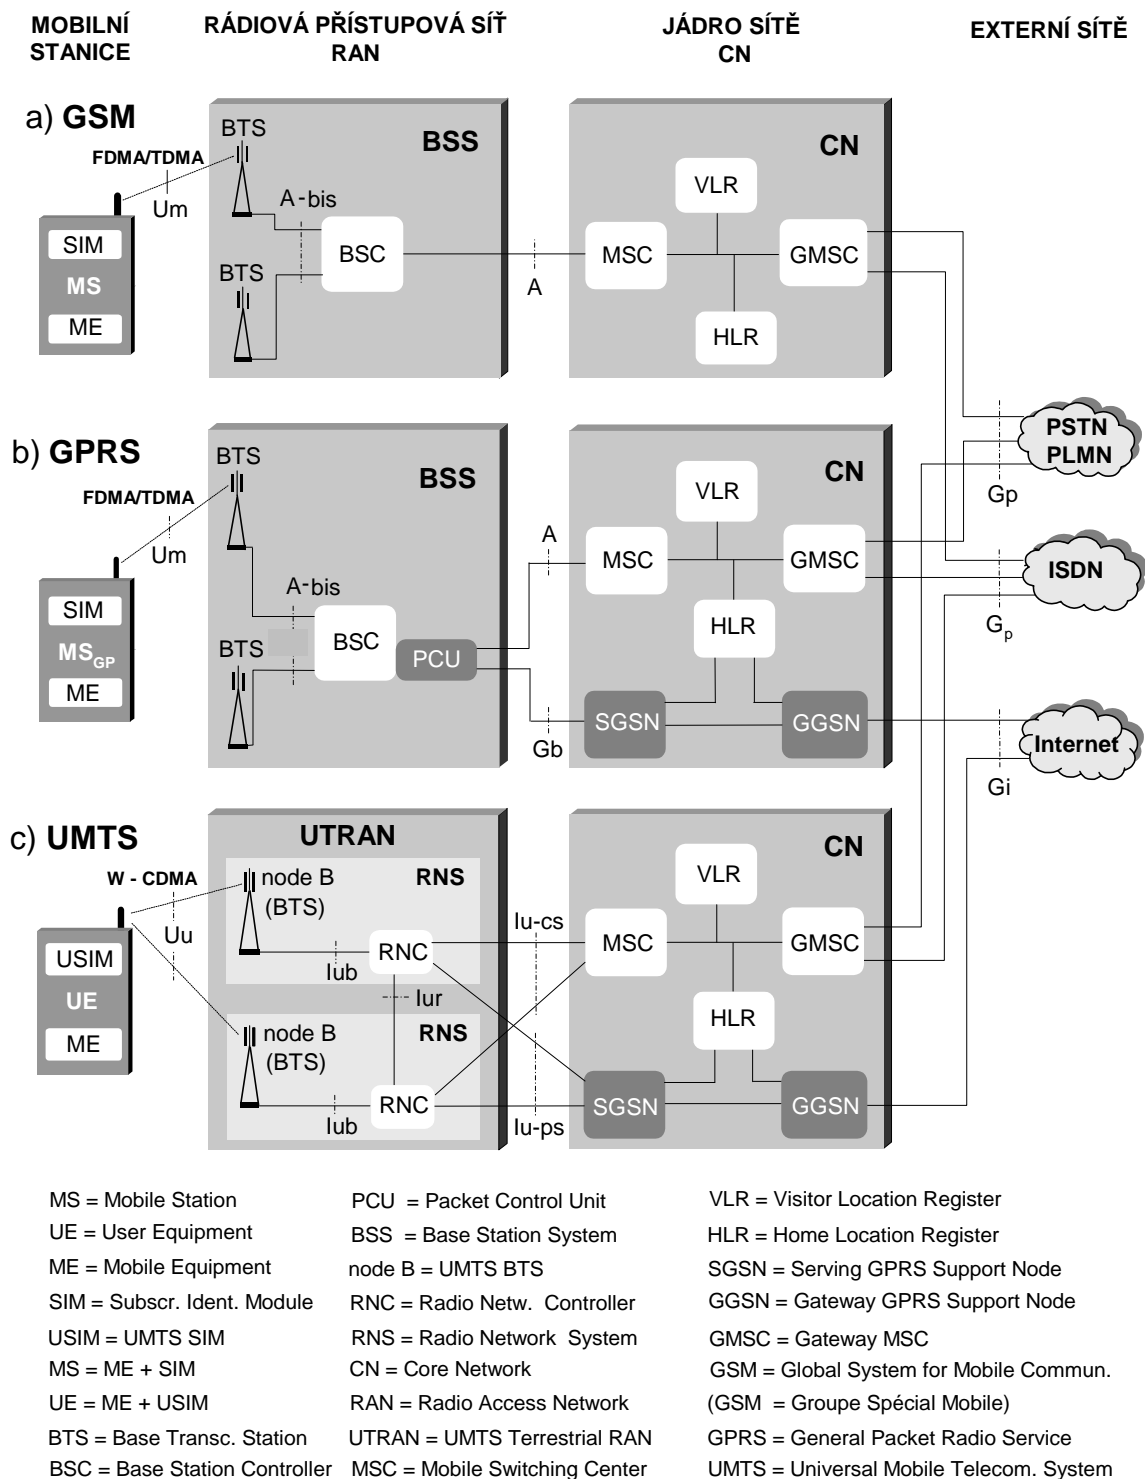 MOBILNÍ
STANICE
RÁDIOVÁ PŘÍSTUPOVÁ SÍŤ
RAN
JÁDRO SÍTĚ
CN
EXTERNÍ SÍTĚ
a) GSM
FDMA/TDMA
Um
SIM
MS
ME
BTS
BSS
A-bis
BSC
BTS
A
CN
VLR
MSC
GMSC
HLR
b) GPRS
FDMA/TDMA
Um
SIM
MSGP
ME
BTS
BSS
A-bis
BTS
BSC
PCU
A
Gb
CN
VLR
MSC
GMSC
HLR
SGSN
GGSN
PSTN
PLMN
Gp
ISDN
Gp
Internet
Gi
c) UMTS
W - CDMA
Uu
USIM
UE
ME
UTRAN
node B
(BTS)
RNS
RNC
Iub
Iur
node B
(BTS)
RNS
RNC
Iub
Iu-cs
Iu-ps
CN
VLR
MSC
GMSC
HLR
SGSN
GGSN
MS = Mobile Station
UE = User Equipment
ME = Mobile Equipment
SIM = Subscr. Ident. Module
USIM = UMTS SIM
MS = ME + SIM
UE = ME + USIM
BTS = Base Transc. Station
BSC = Base Station Controller
PCU = Packet Control Unit
BSS = Base Station System
node B = UMTS BTS
RNC = Radio Netw. Controller
RNS = Radio Network System
CN = Core Network
RAN = Radio Access Network
UTRAN = UMTS Terrestrial RAN
MSC = Mobile Switching Center
VLR = Visitor Location Register
HLR = Home Location Register
SGSN = Serving GPRS Support Node
GGSN = Gateway GPRS Support Node
GMSC = Gateway MSC
GSM = Global System for Mobile Commun.
(GSM = Groupe Spécial Mobile)
GPRS = General Packet Radio Service
UMTS = Universal Mobile Telecom. System